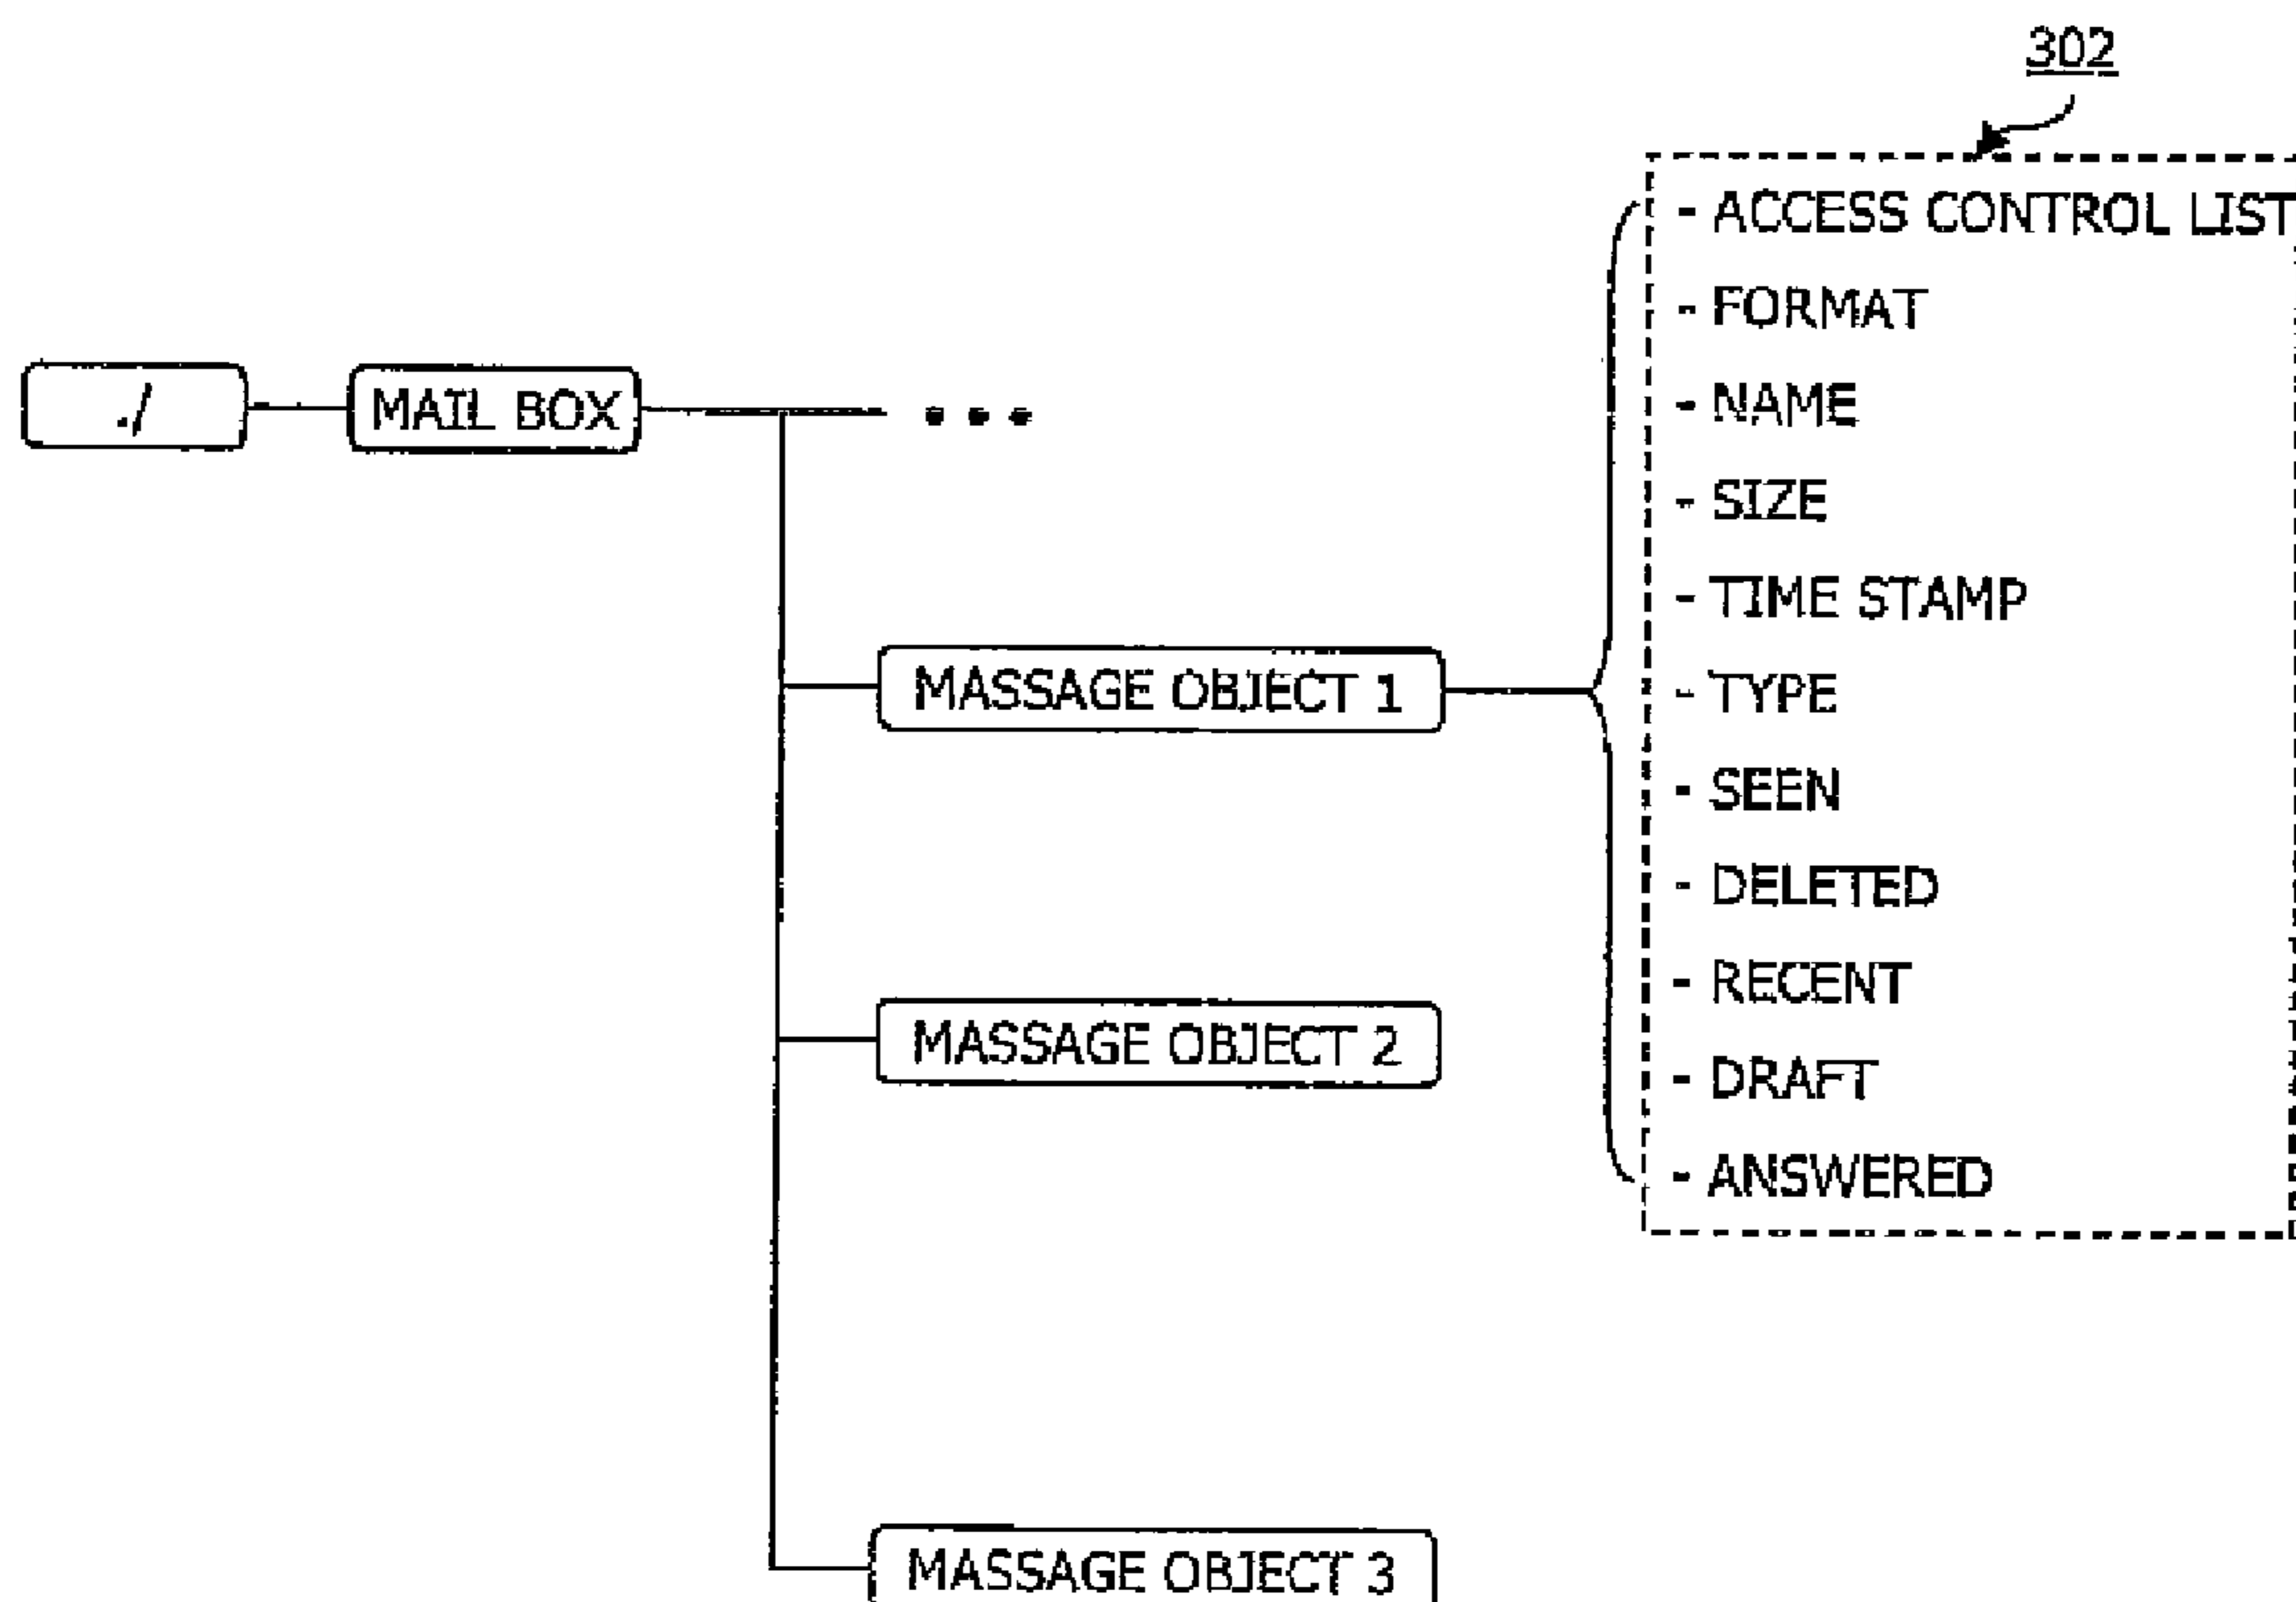 302
- ACCESS CONTROL LIST
- FORMAT
- NAME
- SIZE
- TIME STAMP
- TYPE
- SEEN
- DELETED
- RECENT
- DRAFT
- ANSWERED
./
MAIL BOX
• • •
MASSAGE OBJECT 1
MASSAGE OBJECT 2
MASSAGE OBJECT 3